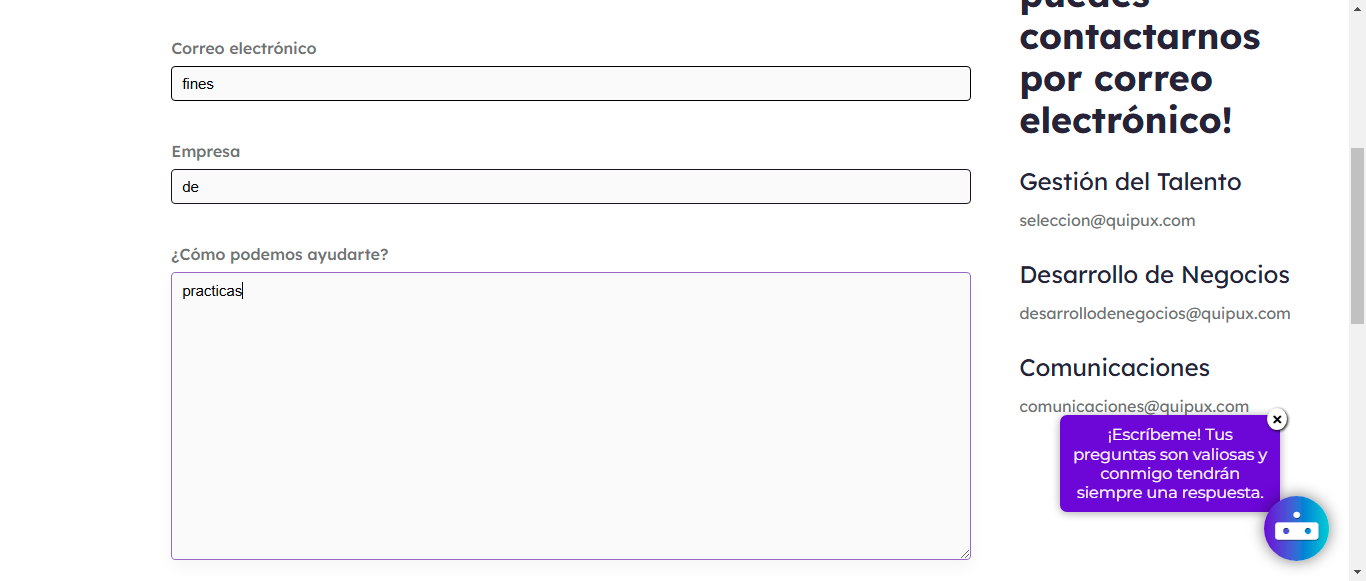 Correo electrónico
fines
Empresa
de
¿Cómo podemos ayudarte?
practicas
puedes
contactarnos
por correo
electrónico!
Gestión del Talento
seleccion@quipux.com
Desarrollo de Negocios
desarrollodenegocios@quipux.com
Comunicaciones
comunicaciones@quipux.com
¡Escríbeme! Tus
preguntas son valiosas y
conmigo tendrán
siempre una respuesta.